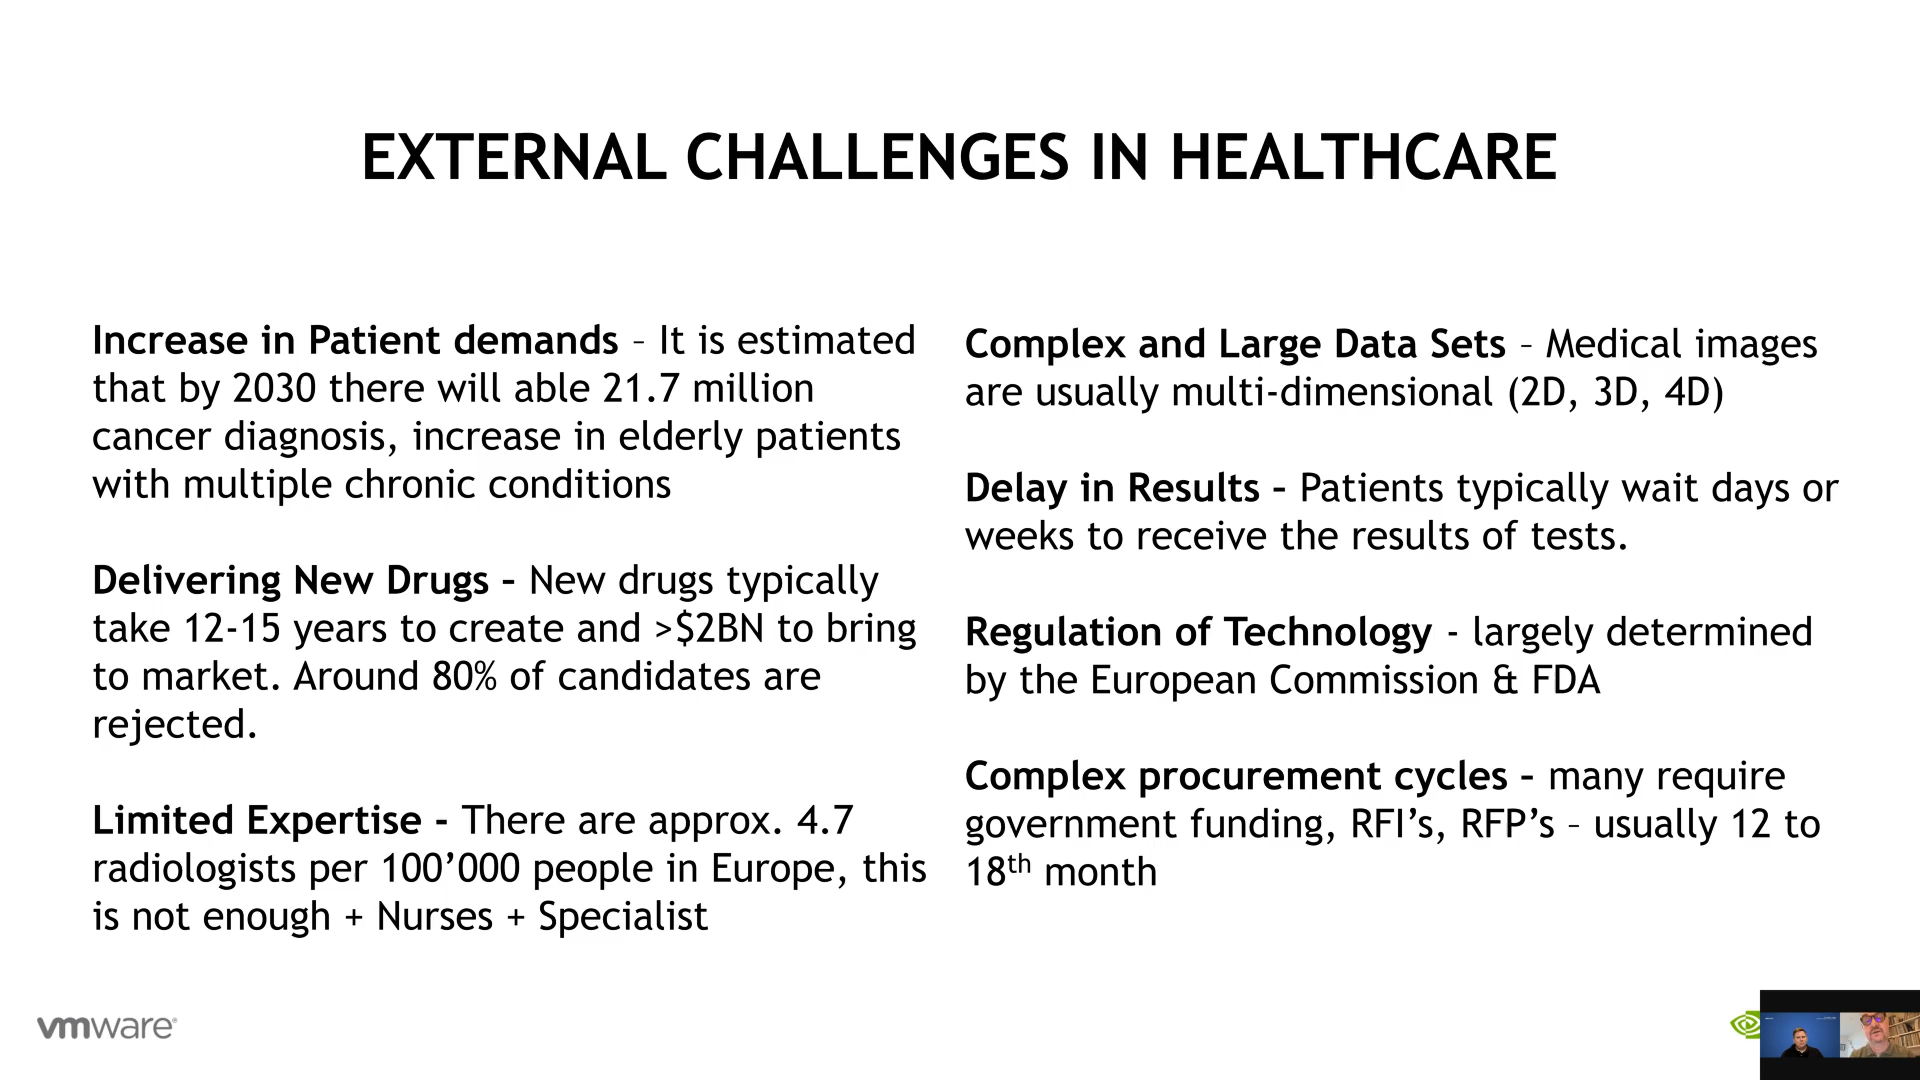 EXTERNAL CHALLENGES IN HEALTHCARE
Increase in Patient demands – It is estimated
that by 2030 there will able 21.7 million
cancer diagnosis, increase in elderly patients
with multiple chronic conditions
Delivering New Drugs – New drugs typically
take 12-15 years to create and >$2BN to bring
to market. Around 80% of candidates are
rejected.
Limited Expertise - There are approx. 4.7
radiologists per 100’000 people in Europe, this
is not enough + Nurses + Specialist
Complex and Large Data Sets – Medical images
are usually multi-dimensional (2D, 3D, 4D)
Delay in Results – Patients typically wait days or
weeks to receive the results of tests.
Regulation of Technology - largely determined
by the European Commission & FDA
Complex procurement cycles – many require
government funding, RFI’s, RFP’s – usually 12 to
18th month
vmware®